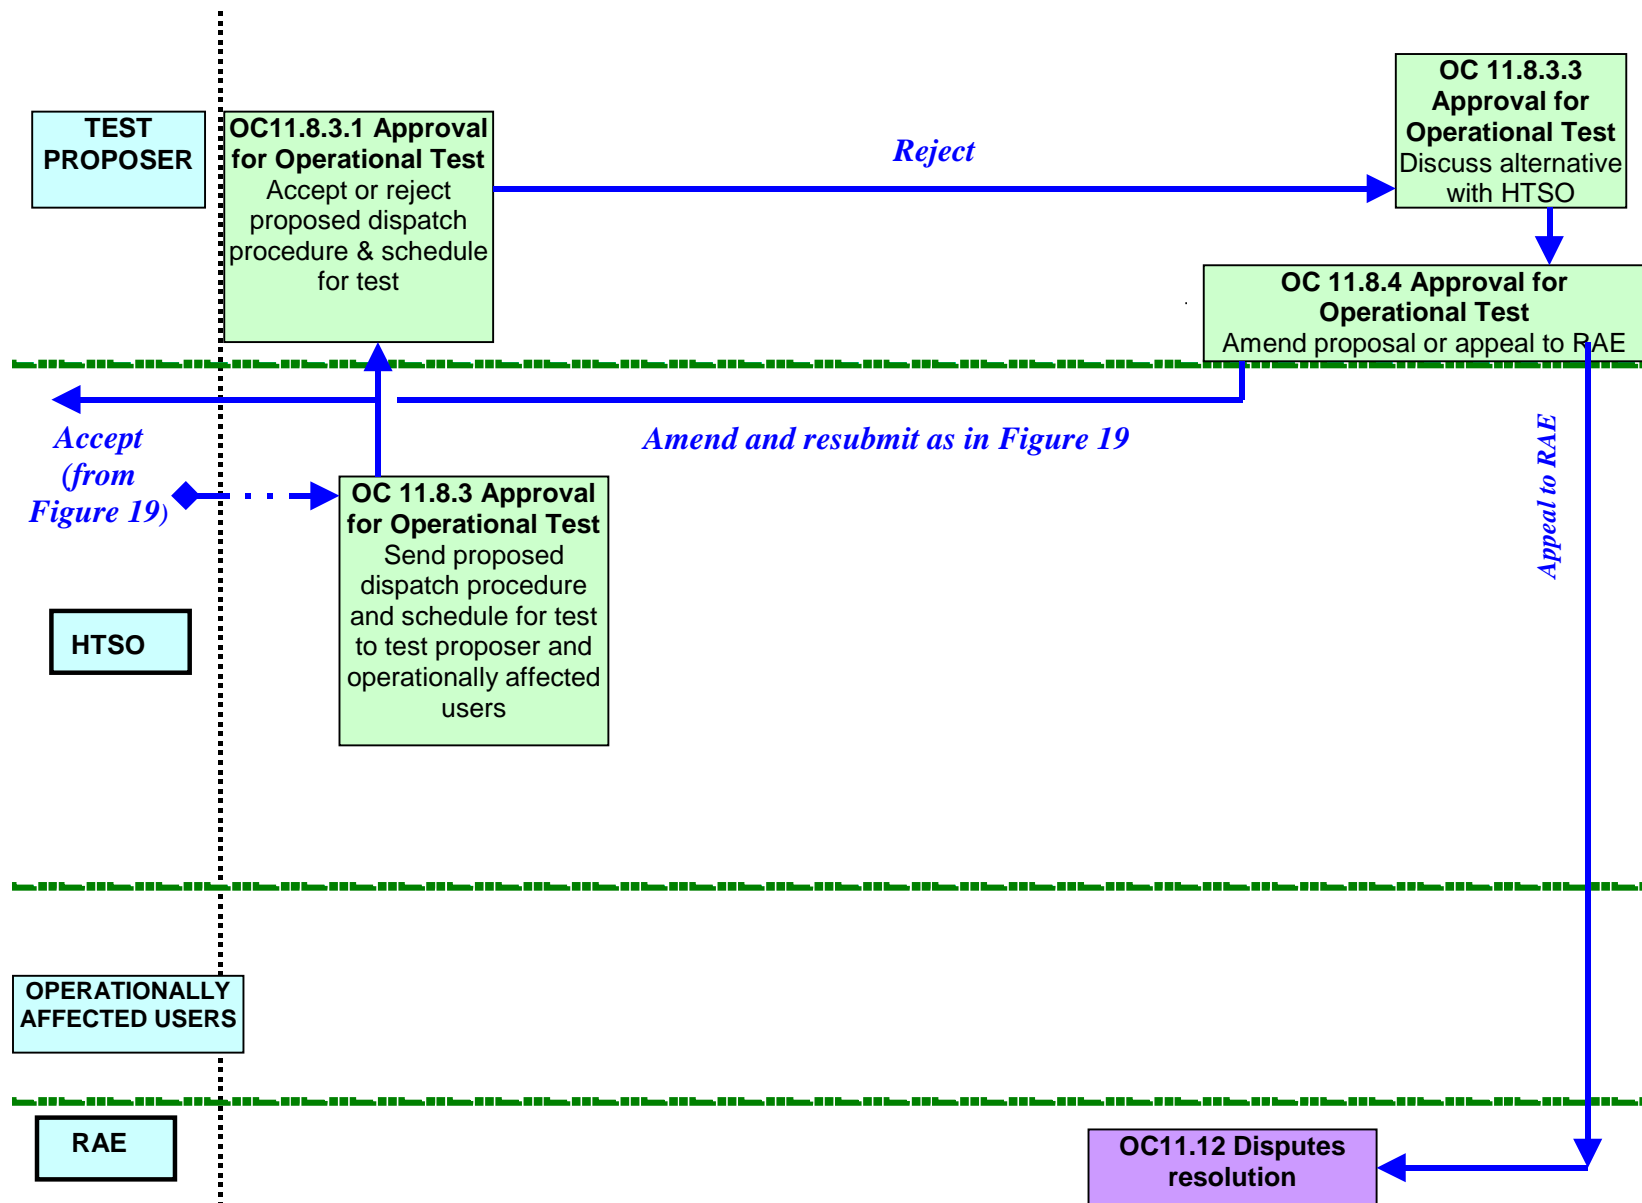 TEST
PROPOSER
OC11.8.3.1 Approval
for Operational Test
Accept or reject
proposed dispatch
procedure & schedule
for test
Reject
OC 11.8.3.3
Approval for
Operational Test
Discuss alternative
with HTSO
OC 11.8.4 Approval for
Operational Test
Amend proposal or appeal to RAE
Accept
(from
Figure 19)
Amend and resubmit as in Figure 19
Appeal to RAE
HTSO
OC 11.8.3 Approval
for Operational Test
Send proposed
dispatch procedure
and schedule for test
to test proposer and
operationally affected
users
OPERATIONALLY
AFFECTED USERS
RAE
OC11.12 Disputes
resolution